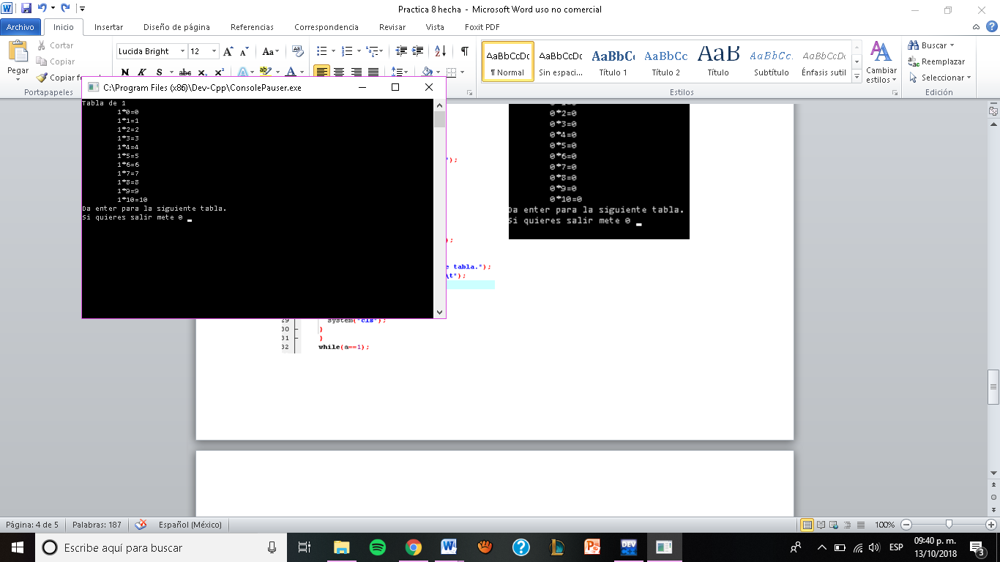 Practica 8 hecha - Microsoft Word uso no comercial
Archivo Inicio Insertar Diseño de página Referencias Correspondencia Revisar Vista Foxit PDF
Pegar
Cortar
Copiar
Copiar
Portapapeles
Lucida Bright 12
N K S abc x₂ x² A
AaBbCcDc AaBbCcDc AaBbC AaBbCc AaB AaBbCc. AaBbCcDc
¶ Normal Sin espaci... Título 1 Título 2 Título Subtítulo Énfasis sutil
Estilos
Cambiar estilos
Buscar
Reemplazar
Seleccionar
Edición
C:\Program Files (x86)\Dev-Cpp\ConsolePauser.exe
Tabla de 1
1*0=0
1*1=1
1*2=2
1*3=3
1*4=4
1*5=5
1*6=6
1*7=7
1*8=8
1*9=9
1*10=10
Da enter para la siguiente tabla.
Si quieres salir mete 0
0*2=0
0*3=0
0*4=0
0*5=0
0*6=0
0*7=0
0*8=0
0*9=0
0*10=0
Da enter para la siguiente tabla.
Si quieres salir mete 0
");
);
e tabla.");
\t");
29 system("cls");
30 }
31 }
32 while(a==1);
Página: 4 de 5 Palabras: 187 Español (México) 100%
Escribe aquí para buscar
ESP
09:40 p. m.
13/10/2018
3